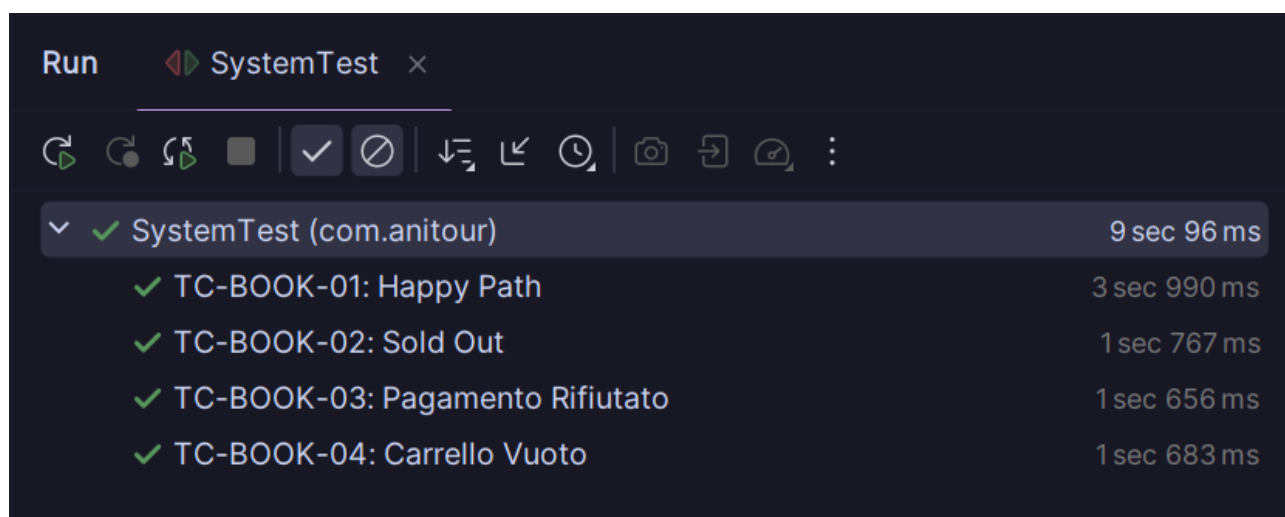 Run SystemTest
SystemTest (com.anitour) 9 sec 96 ms
TC-BOOK-01: Happy Path 3 sec 990 ms
TC-BOOK-02: Sold Out 1 sec 767 ms
TC-BOOK-03: Pagamento Rifiutato 1 sec 656 ms
TC-BOOK-04: Carrello Vuoto 1 sec 683 ms